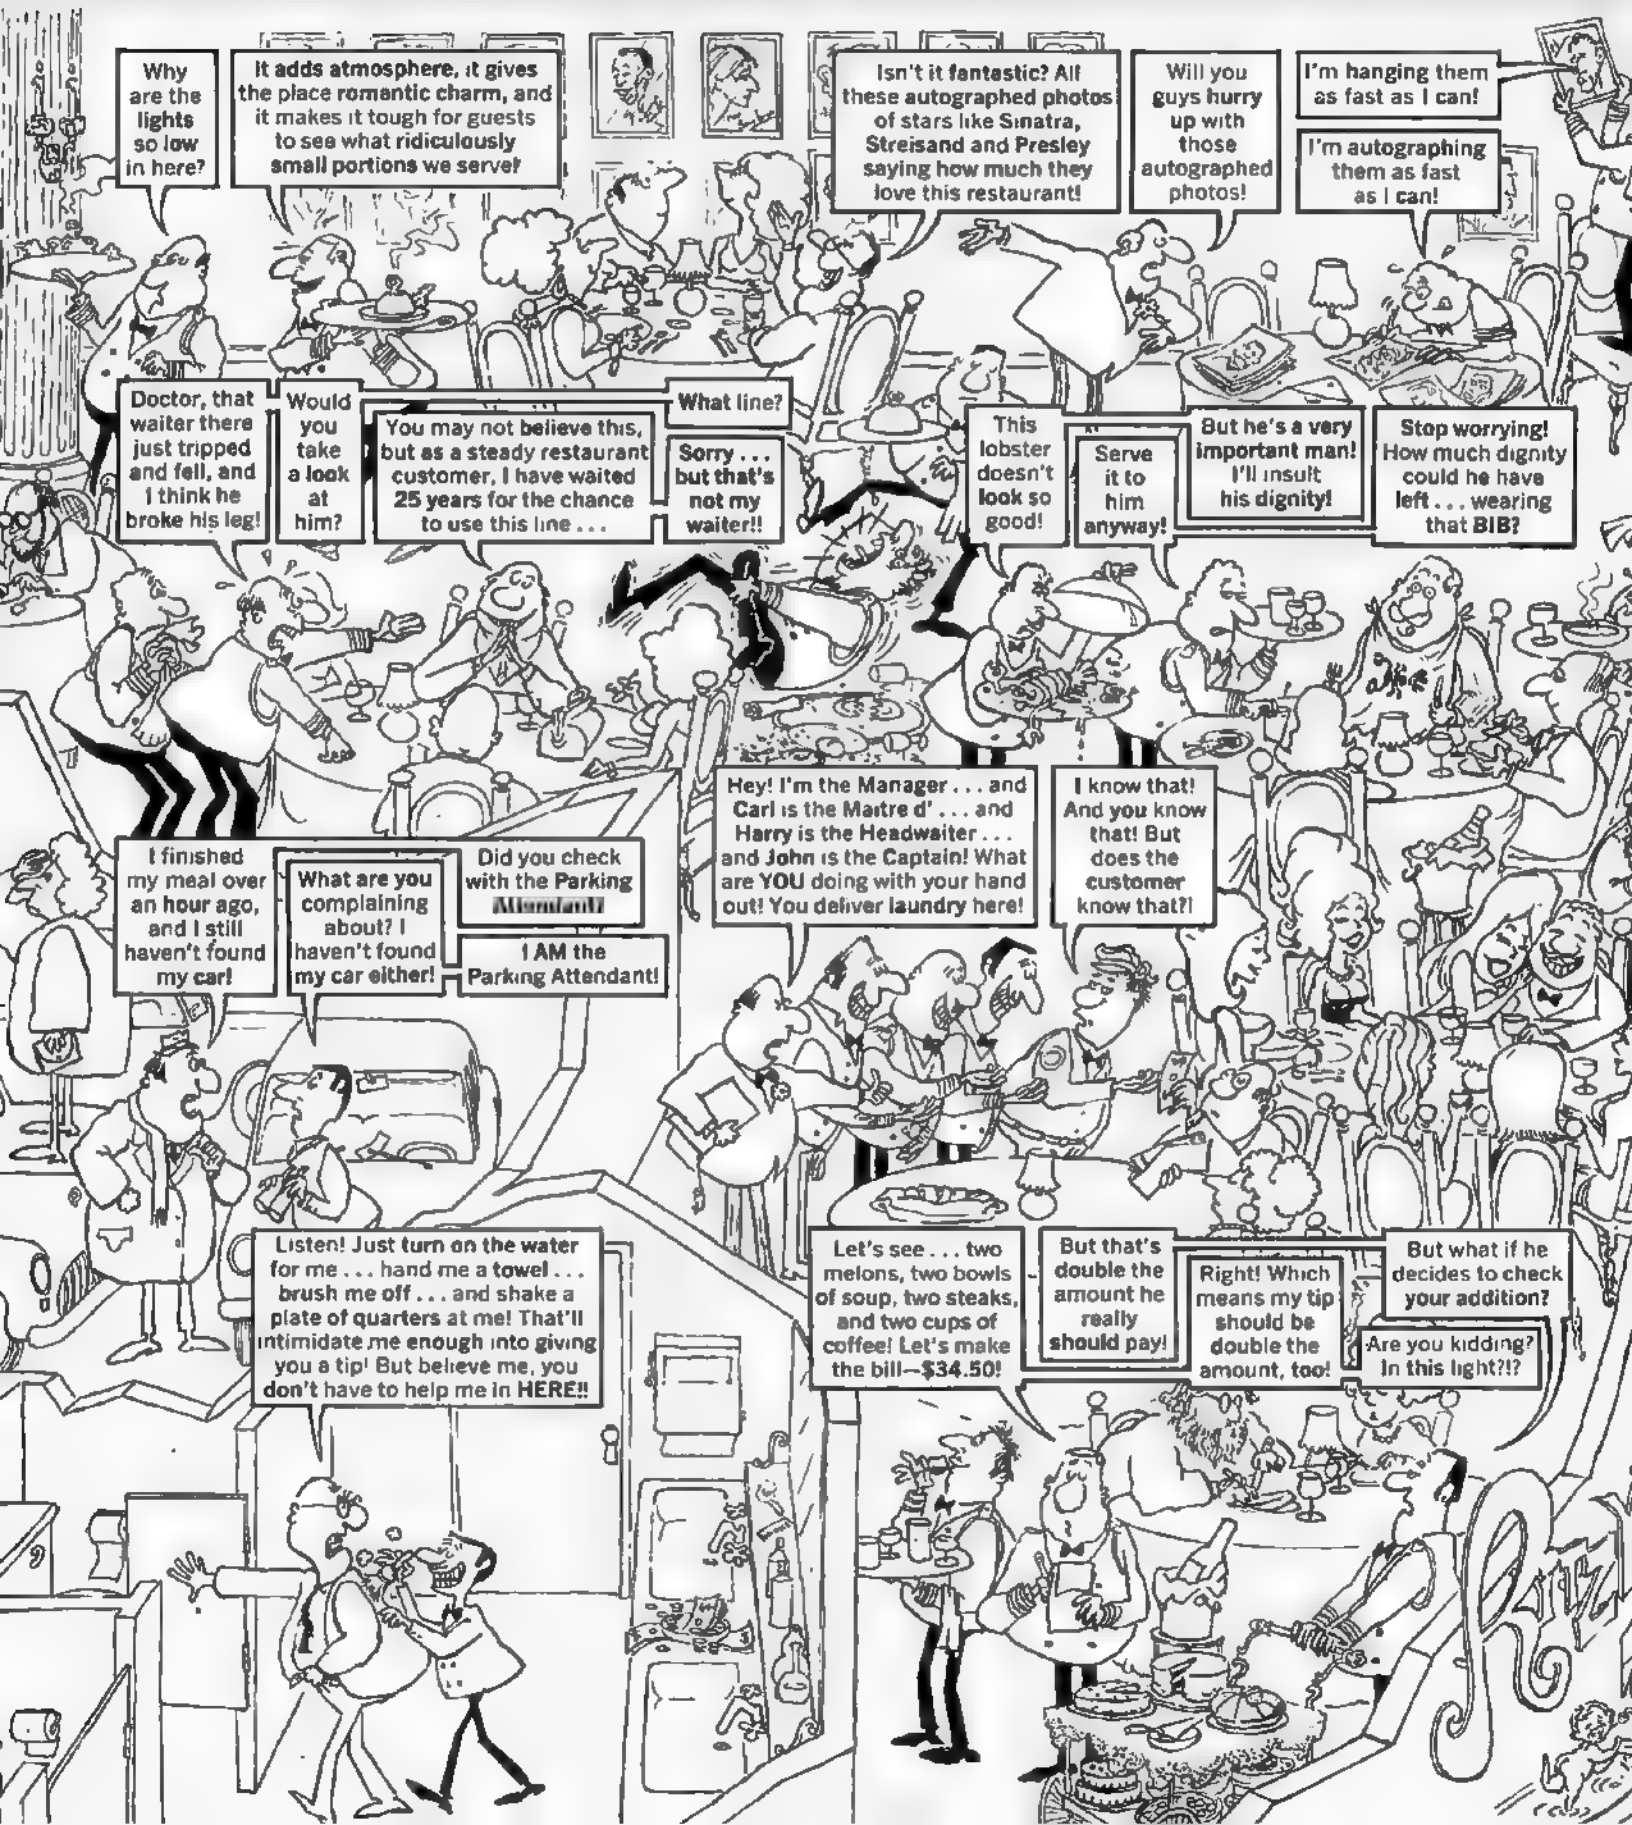 Why
are the
lights
so low
in here?
It adds atmosphere, it gives
the place romantic charm, and
it makes it tough for guests
to see what ridiculously
small portions we serve!
Isn't it fantastic? All
these autographed photos
of stars like Sinatra,
Streisand and Presley
saying how much they
love this restaurant!
Will you
guys hurry
up with
those
autographed
photos!
I'm hanging them
as fast as I can!
I'm autographing
them as fast
as I can!
Doctor, that
waiter there
just tripped
and fell, and
I think he
broke his leg!
Would
you
take
a look
at
him?
You may not believe this,
but as a steady restaurant
customer, I have waited
25 years for the chance
to use this line . . .
What line?
Sorry . . .
but that's
not my
waiter!!
This
lobster
doesn't
look so
good!
Serve
it to
him
anyway!
But he's a very
important man!
I'll insult
his dignity!
Stop worrying!
How much dignity
could he have
left . . . wearing
that BIB?
I finished
my meal over
an hour ago,
and I still
haven't found
my car!
What are you
complaining
about? I
haven't found
my car either!
Did you check
with the Parking
I AM the
Parking Attendant!
Hey! I'm the Manager . . . and
Carl is the Maitre d' . . . and
Harry is the Headwaiter . . .
and John is the Captain! What
are YOU doing with your hand
out! You deliver laundry here!
I know that!
And you know
that! But
does the
customer
know that?!
Listen! Just turn on the water
for me . . . hand me a towel . . .
brush me off . . . and shake a
plate of quarters at me! That'll
intimidate me enough into giving
you a tip! But believe me, you
don't have to help me in HERE!!
Let's see . . . two
melons, two bowls
of soup, two steaks,
and two cups of
coffee! Let's make
the bill—$34.50!
But that's
double the
amount he
really
should pay!
Right! Which
means my tip
should be
double the
amount, too!
But what if he
decides to check
your addition?
Are you kidding?
In this light?!?